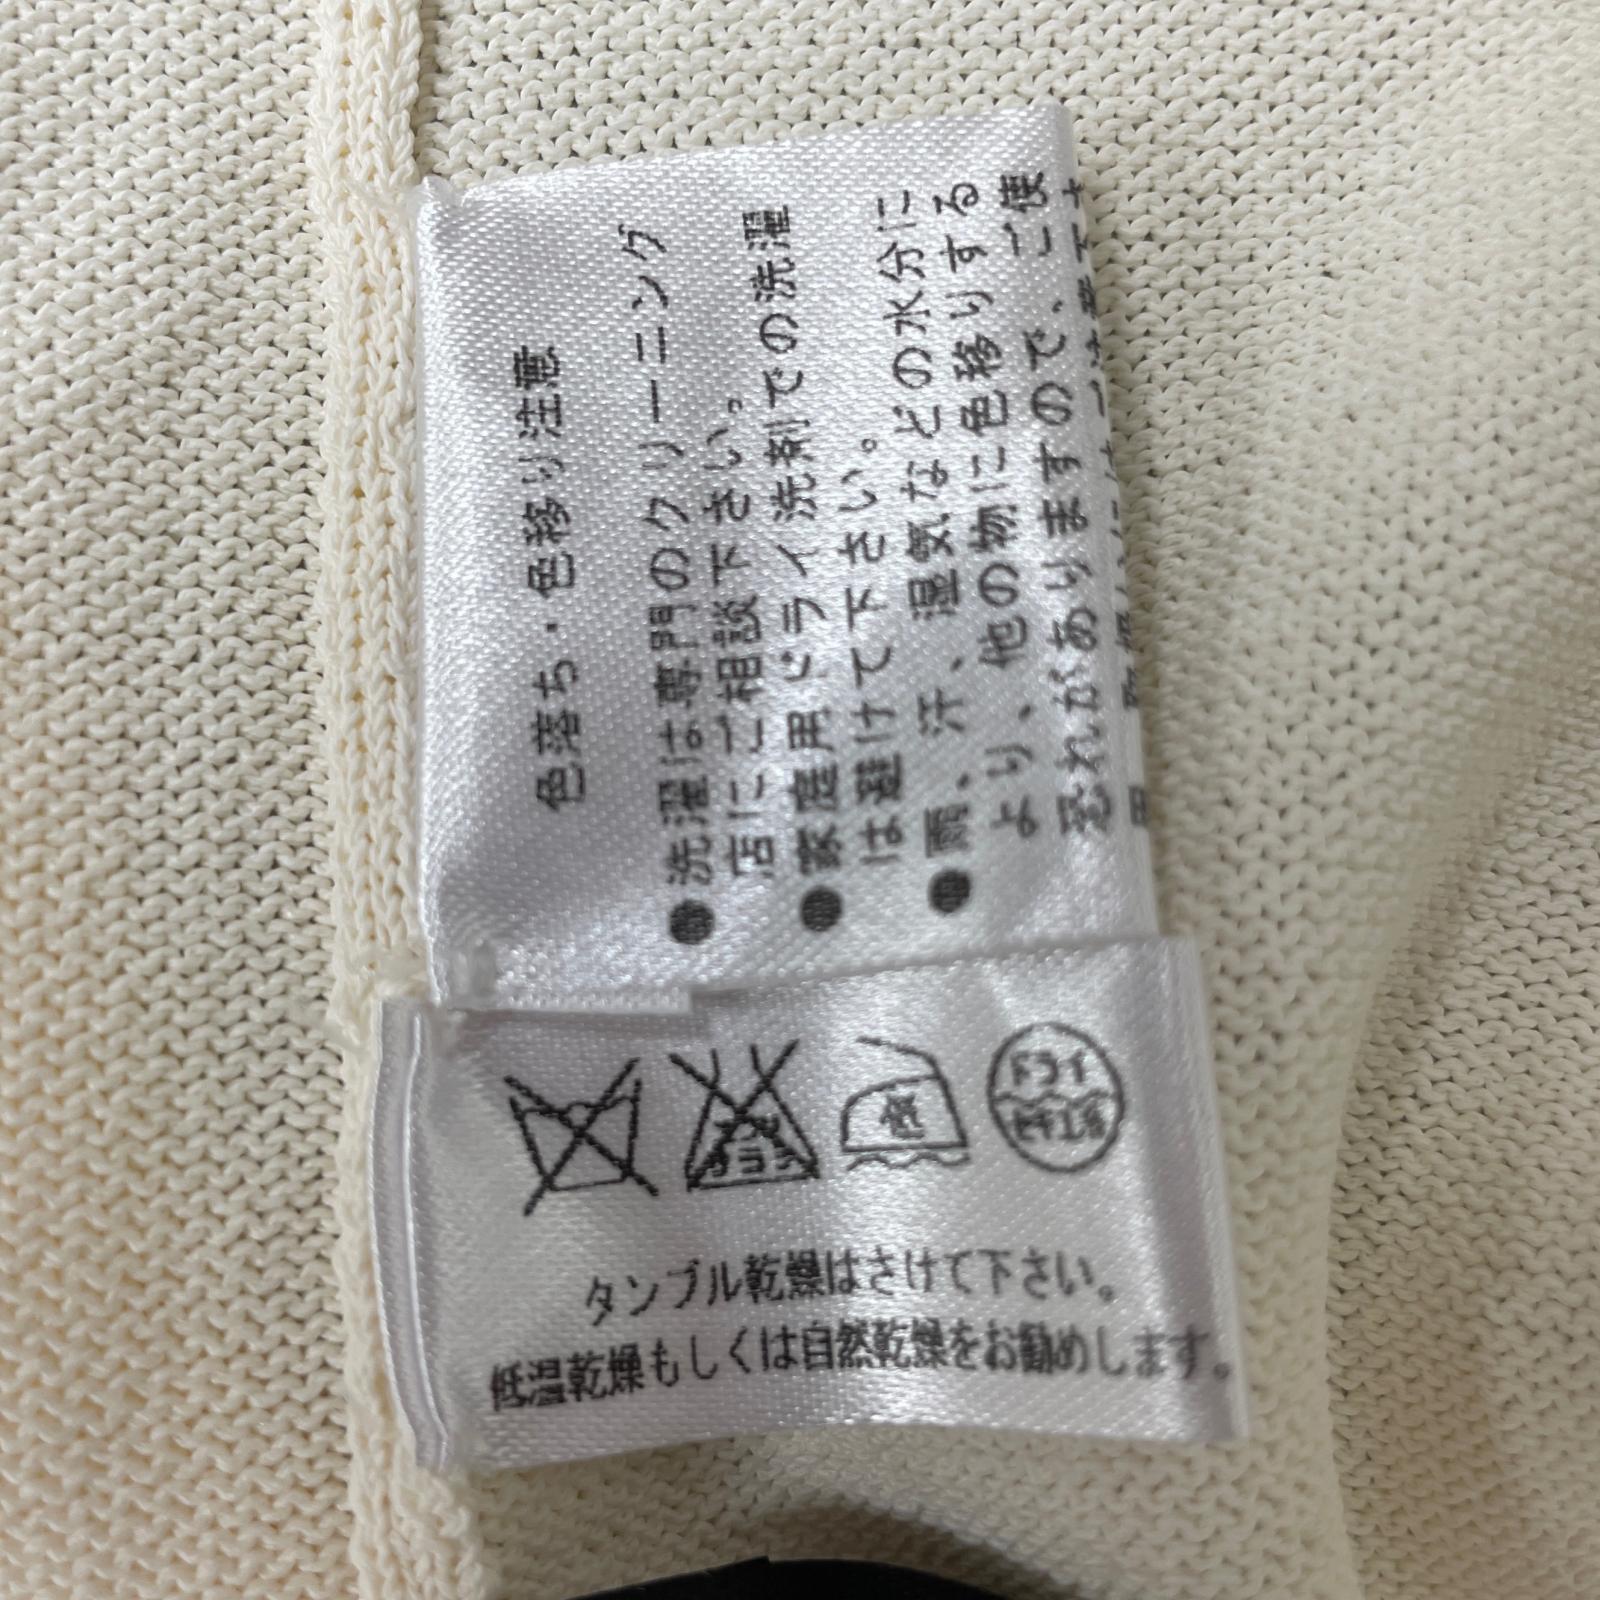 色落ち・色移り注意
●洗濯は専門のクリーニング
店にご相談下さい。
●家庭用ドライ洗剤での洗濯
は避けて下さい。
●雨、汗、湿気などの水分に
より、他の物に色移りする
恐れがありますので、ご使
タンブル乾燥はさけて下さい。
低温乾燥もしくは自然乾燥をお勧めします。